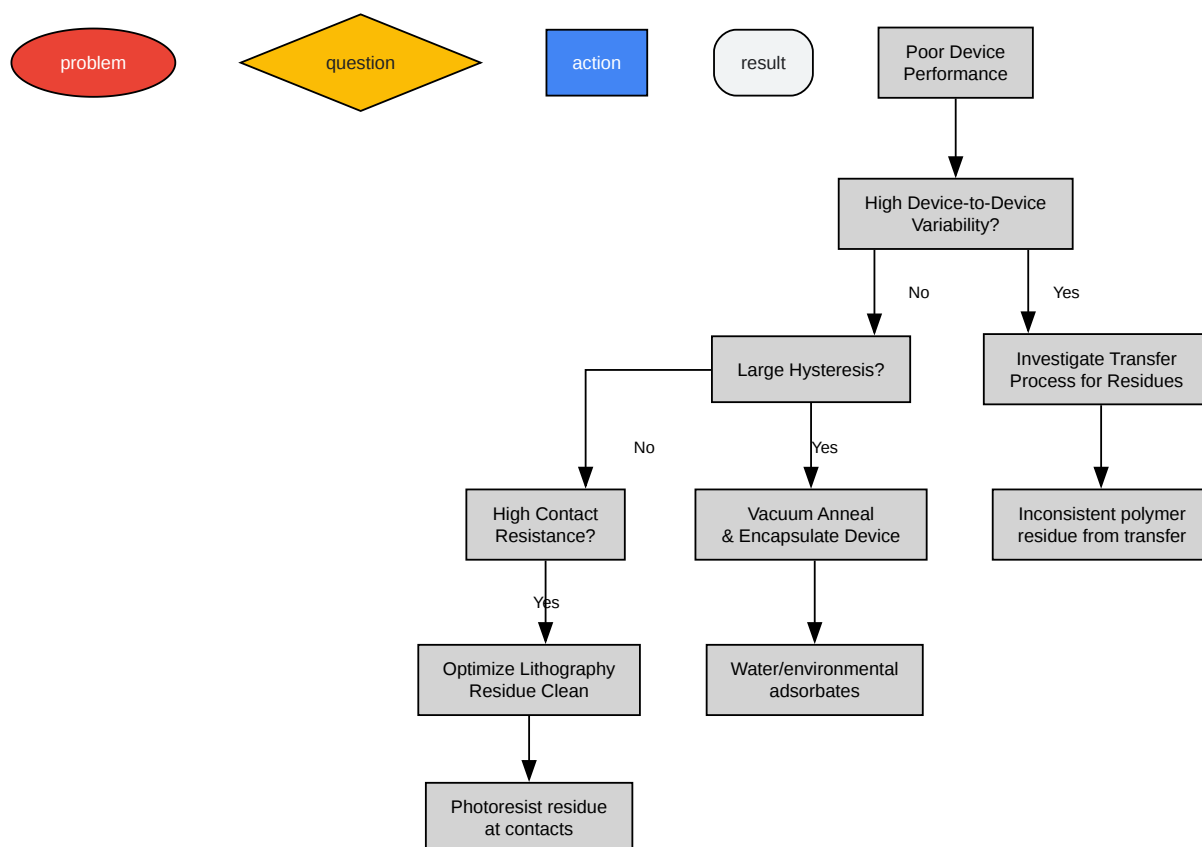 problem
question
action
result
Poor Device
Performance
High Device-to-Device
Variability?
No
Yes
Large Hysteresis?
Investigate Transfer
Process for Residues
No
Yes
High Contact
Resistance?
Vacuum Anneal
& Encapsulate Device
Inconsistent polymer
residue from transfer
Yes
Optimize Lithography
Residue Clean
Water/environmental
adsorbates
Photoresist residue
at contacts